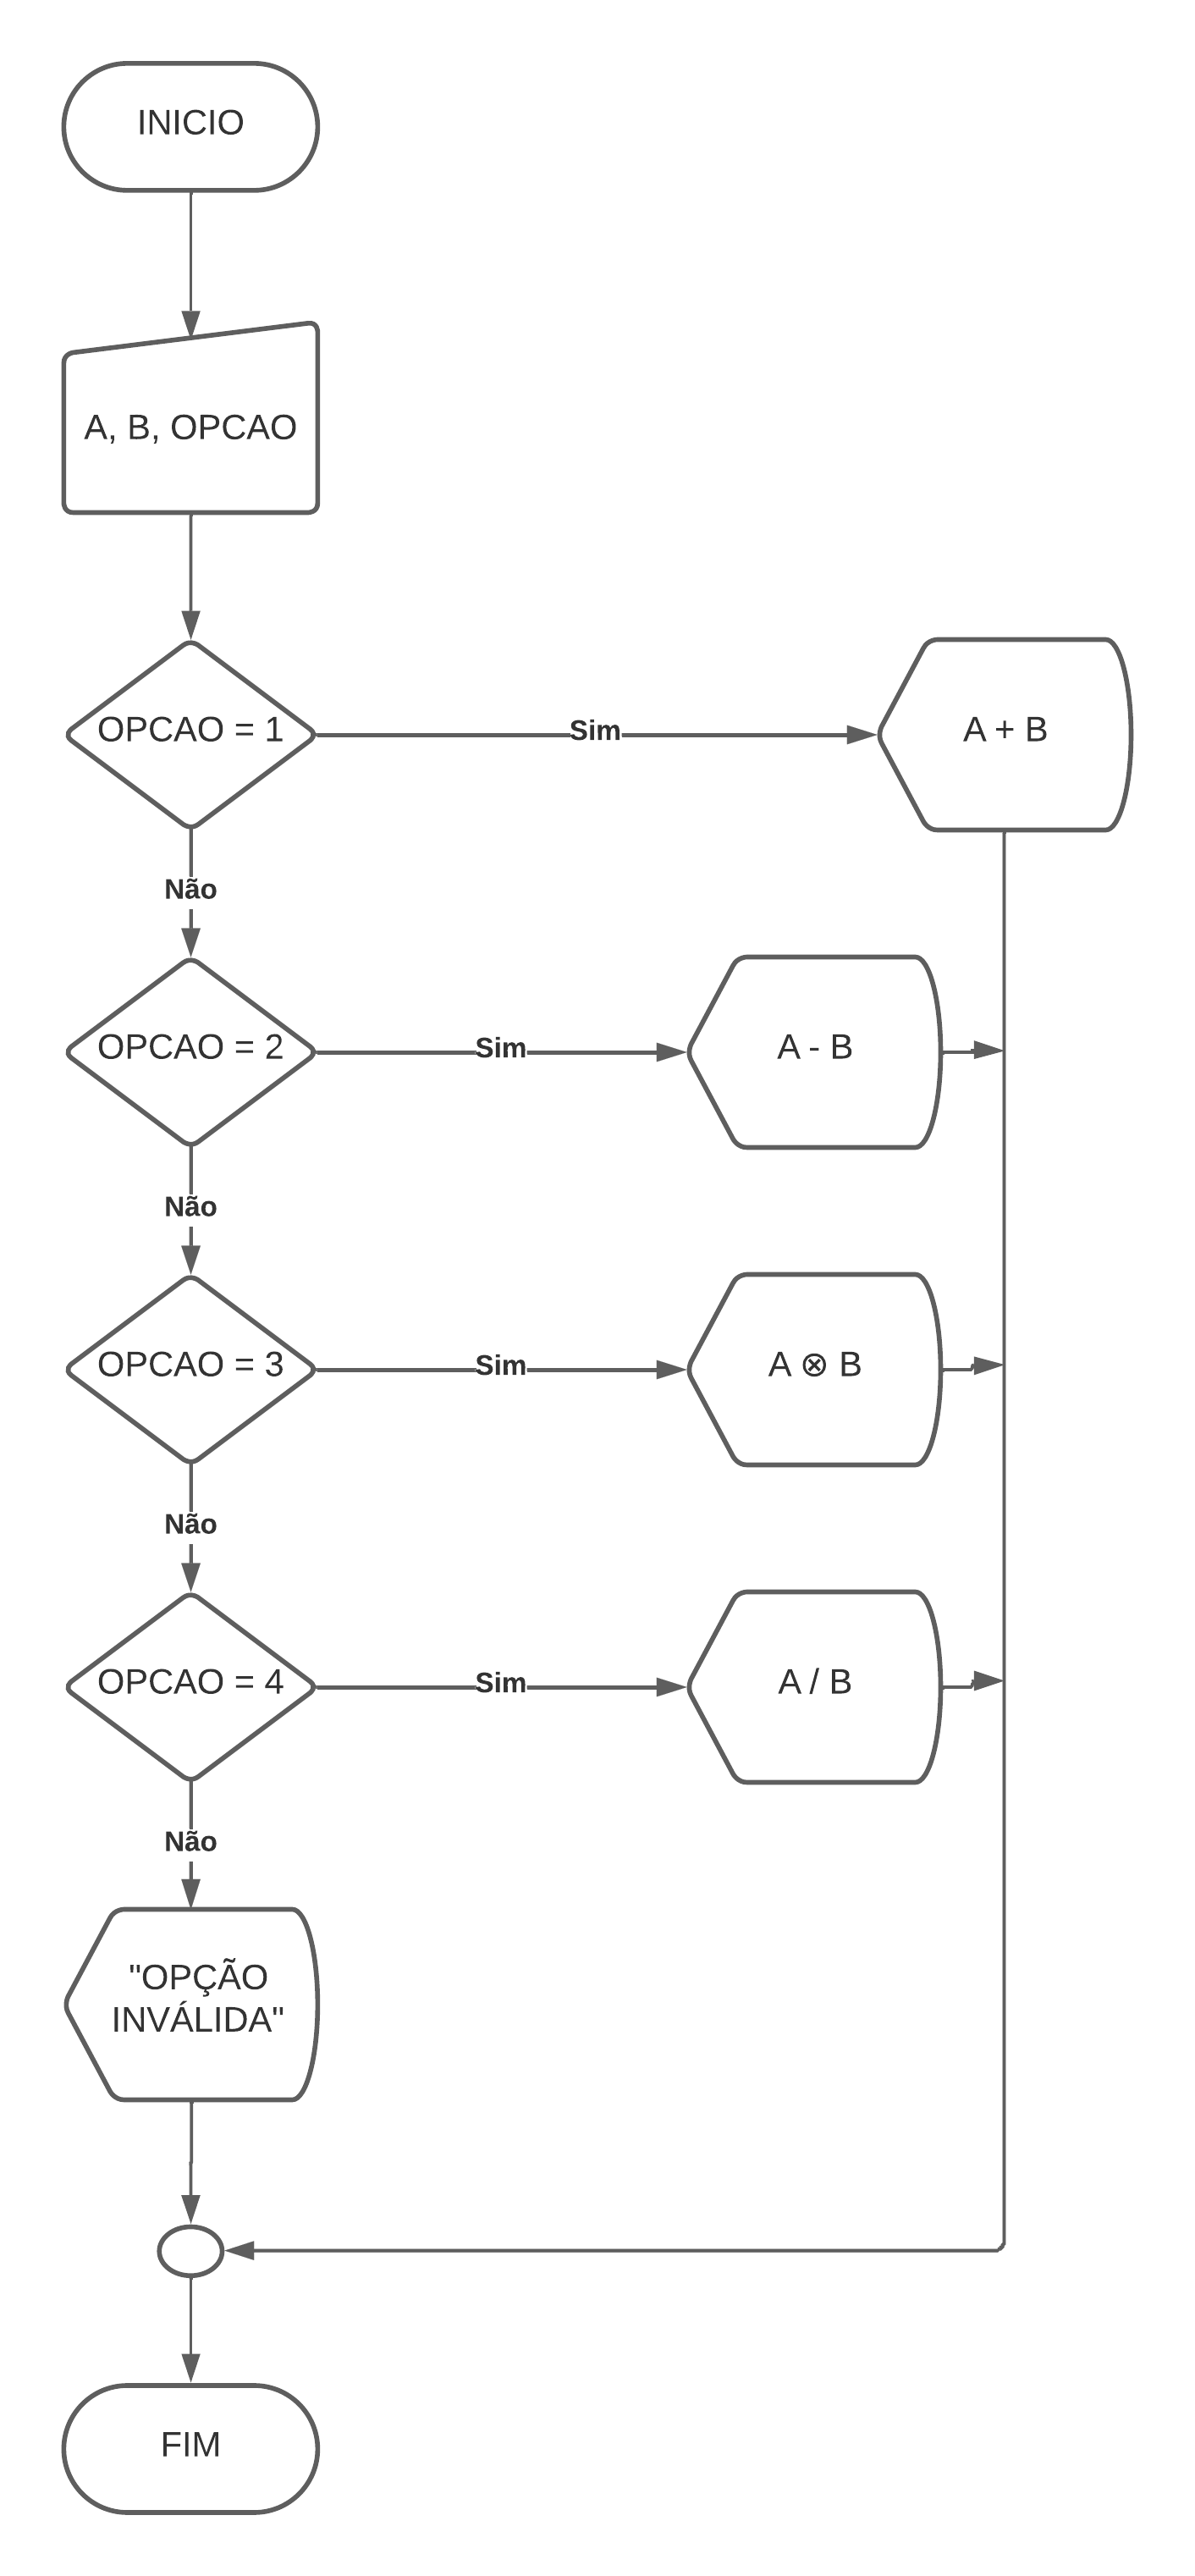 INICIO
A, B, OPCAO
OPCAO = 1
Sim
A + B
Não
OPCAO = 2
Sim
A - B
Não
OPCAO = 3
Sim
A ⊗ B
Não
OPCAO = 4
Sim
A / B
Não
"OPÇÃO
INVÁLIDA"
FIM